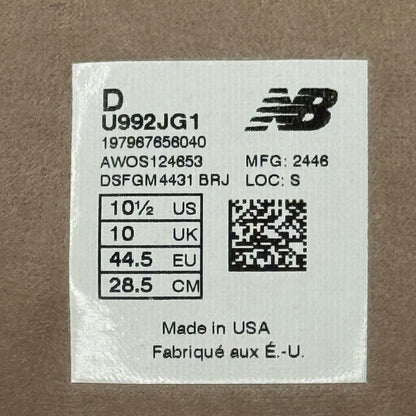 D
U992JG1
197967656040
AWOS124653 MFG: 2446
DSFGM4431 BRJ LOC: S
10½ US
10 UK
44.5 EU
28.5 CM
NB
Made in USA
Fabriqué aux É.-U.